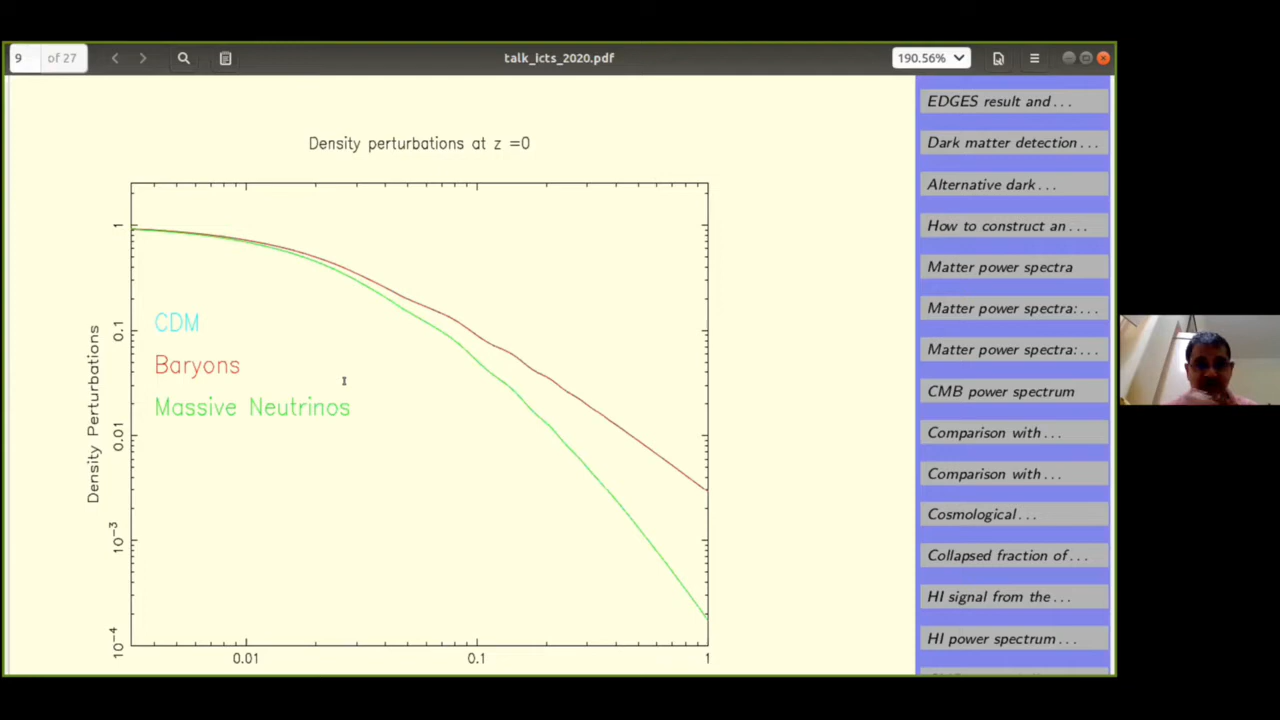 9 of 27
talk_icts_2020.pdf
190.56%
Density perturbations at z =0
1
0.1
0.01
10⁻³
10⁻⁴
Density Perturbations
CDM
Baryons
Massive Neutrinos
0.01 0.1 1
EDGES result and . . .
Dark matter detection . . .
Alternative dark . . .
How to construct an . . .
Matter power spectra
Matter power spectra: . . .
Matter power spectra: . . .
CMB power spectrum
Comparison with . . .
Comparison with . . .
Cosmological . . .
Collapsed fraction of . . .
HI signal from the . . .
HI power spectrum . . .